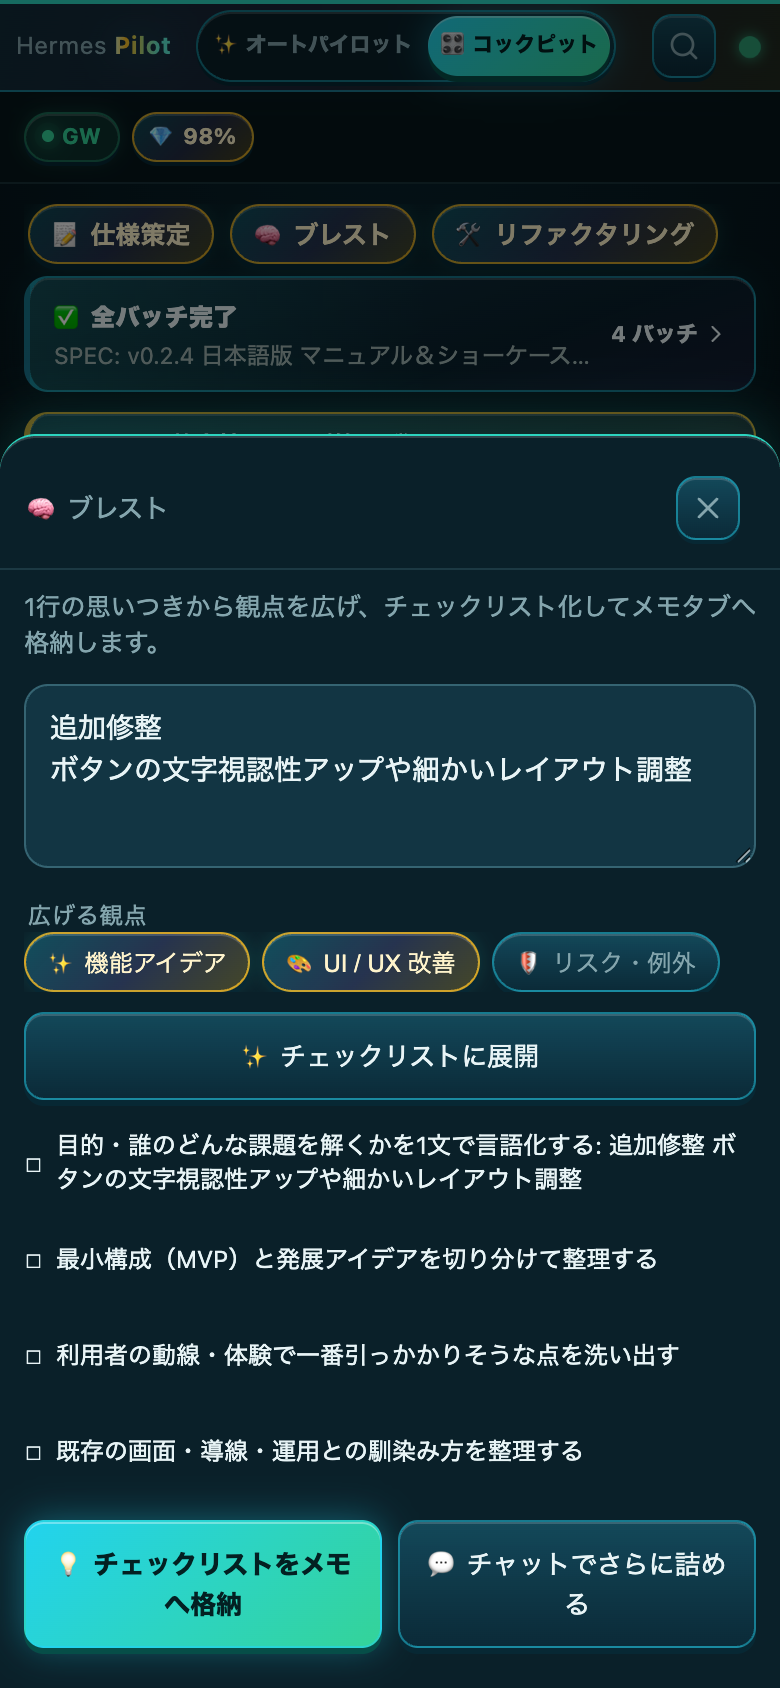 Hermes Pilot
✨ オートパイロット
🎛️ コックピット
GW
💎 98%
📝 仕様策定
🧠 ブレスト
🛠️ リファクタリング
✅ 全バッチ完了
4 バッチ
SPEC: v0.2.4 日本語版 マニュアル＆ショーケース…
🧠 ブレスト
1行の思いつきから観点を広げ、チェックリスト化してメモタブへ
格納します。
追加修整
ボタンの文字視認性アップや細かいレイアウト調整
広げる観点
✨ 機能アイデア
🎨 UI / UX 改善
リスク・例外
✨ チェックリストに展開
□ 目的・誰のどんな課題を解くかを1文で言語化する: 追加修整 ボ
タンの文字視認性アップや細かいレイアウト調整
□ 最小構成（MVP）と発展アイデアを切り分けて整理する
□ 利用者の動線・体験で一番引っかかりそうな点を洗い出す
□ 既存の画面・導線・運用との馴染み方を整理する
💡 チェックリストをメモ
へ格納
💬 チャットでさらに詰め
る